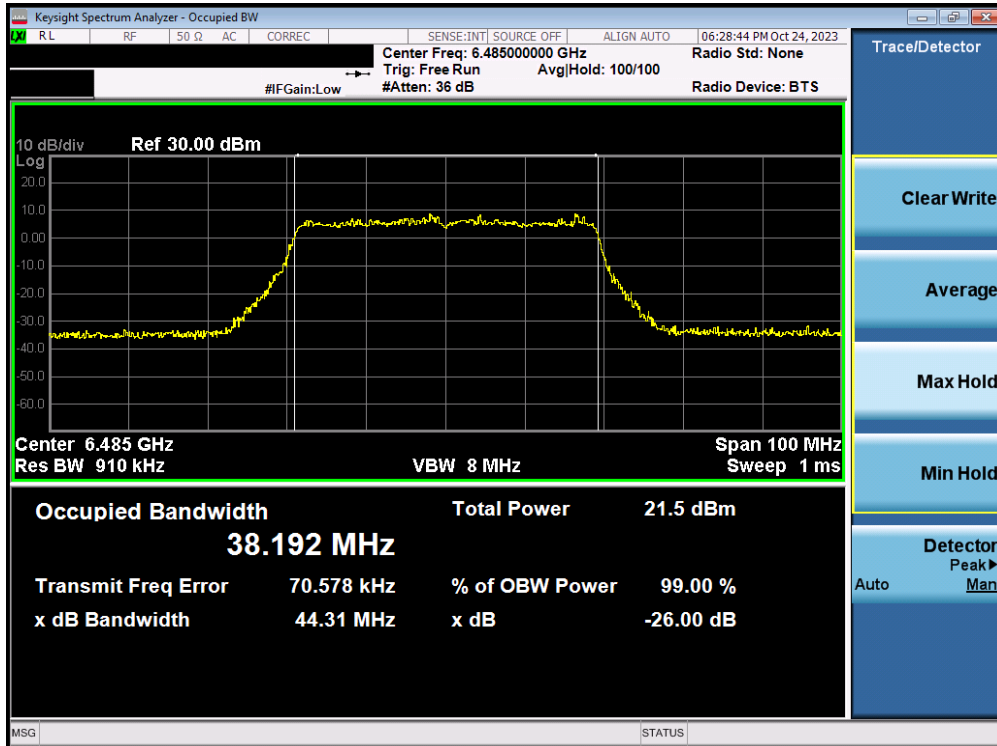 Keysight Spectrum Analyzer - Occupied BW
LXI RL RF 50 Ω AC CORREC SENSE:INT SOURCE OFF ALIGN AUTO 06:28:44 PM Oct 24, 2023
Center Freq: 6.485000000 GHz Radio Std: None
Trig: Free Run Avg|Hold: 100/100
#IFGain:Low #Atten: 36 dB Radio Device: BTS
Trace/Detector
10 dB/div Ref 30.00 dBm
Log
20.0
10.0
0.00
-10.0
-20.0
-30.0
-40.0
-50.0
-60.0
Center 6.485 GHz Span 100 MHz
Res BW 910 kHz VBW 8 MHz Sweep 1 ms
Occupied Bandwidth Total Power 21.5 dBm
38.192 MHz
Transmit Freq Error 70.578 kHz % of OBW Power 99.00 %
x dB Bandwidth 44.31 MHz x dB -26.00 dB
Clear Write
Average
Max Hold
Min Hold
Detector
Peak▶
Auto Man
MSG STATUS